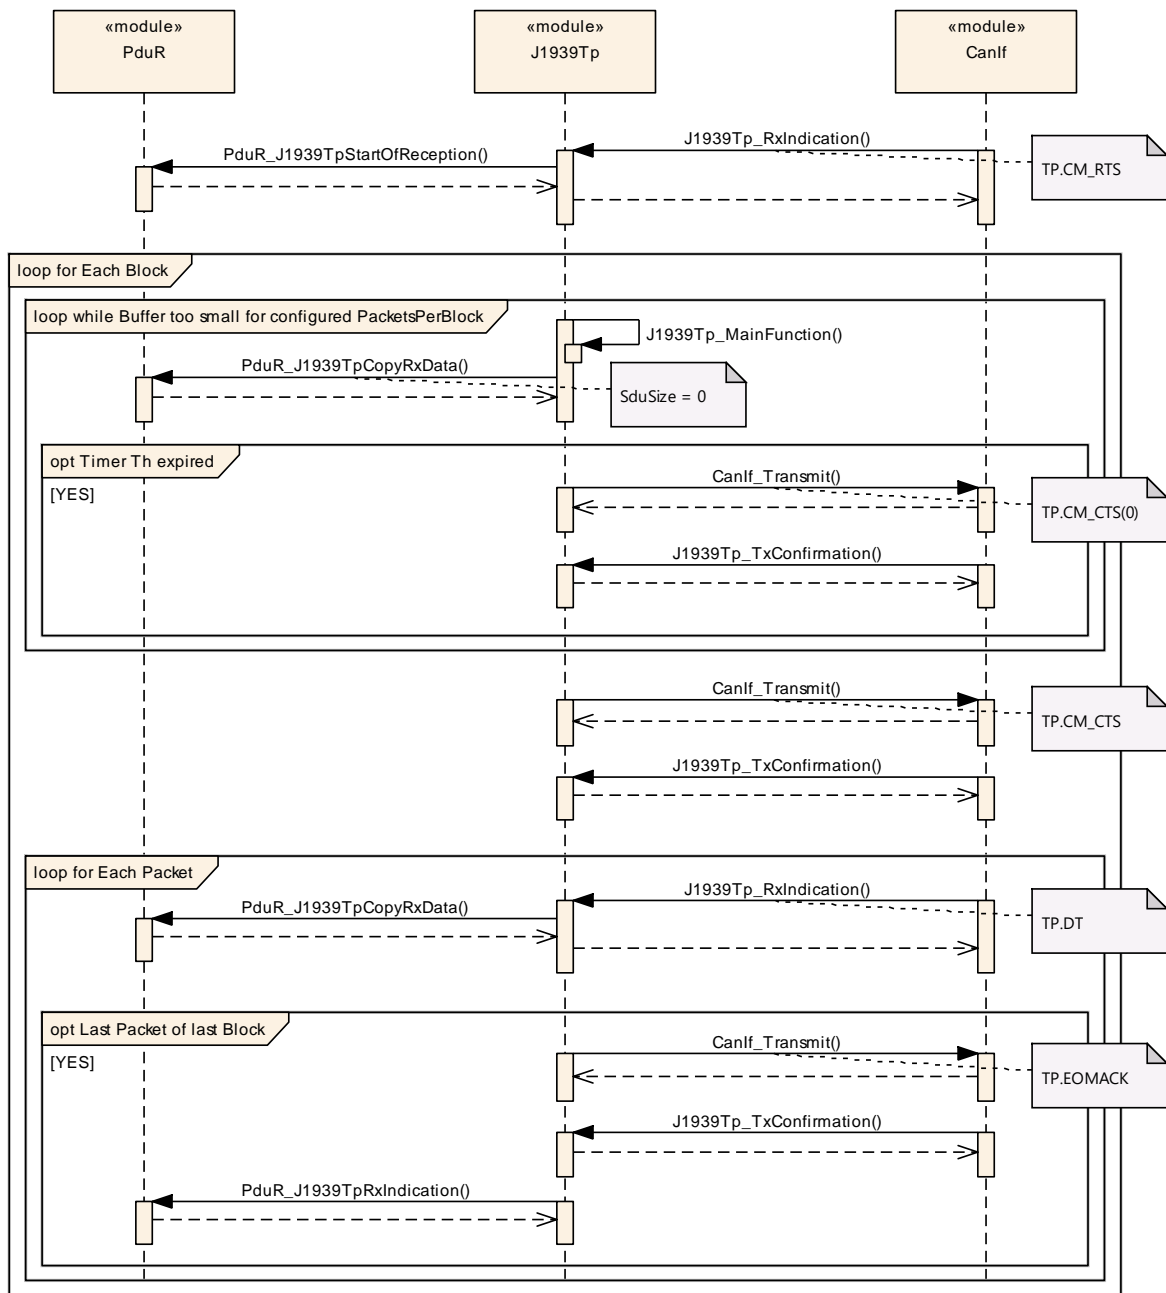 «module»
PduR
«module»
J1939Tp
«module»
CanIf
J1939Tp_RxIndication()
PduR_J1939TpStartOfReception()
TP.CM_RTS
loop for Each Block
loop while Buffer too small for configured PacketsPerBlock
J1939Tp_MainFunction()
PduR_J1939TpCopyRxData()
SduSize = 0
opt Timer Th expired
[YES]
CanIf_Transmit()
TP.CM_CTS(0)
J1939Tp_TxConfirmation()
CanIf_Transmit()
TP.CM_CTS
J1939Tp_TxConfirmation()
loop for Each Packet
J1939Tp_RxIndication()
PduR_J1939TpCopyRxData()
TP.DT
opt Last Packet of last Block
[YES]
CanIf_Transmit()
TP.EOMACK
J1939Tp_TxConfirmation()
PduR_J1939TpRxIndication()